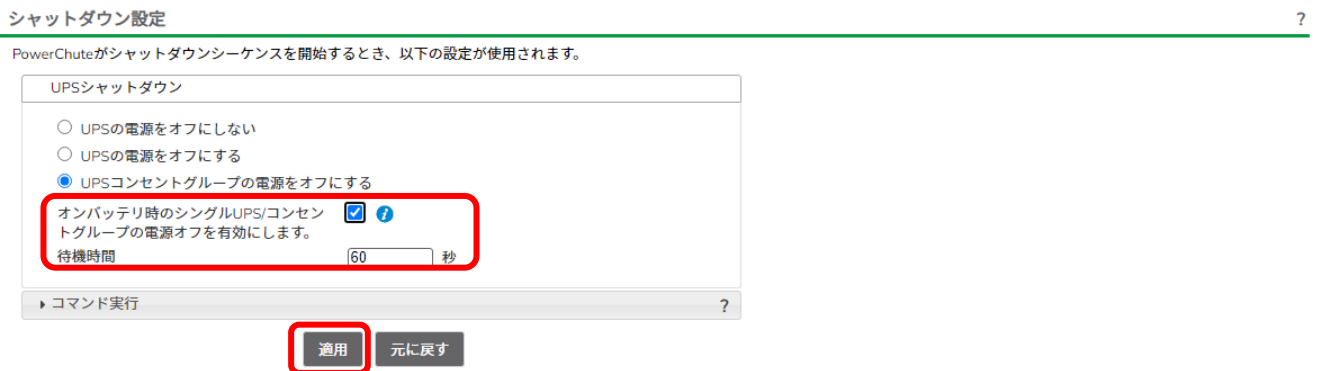 シャットダウン設定 ?
PowerChuteがシャットダウンシーケンスを開始するとき、以下の設定が使用されます。
UPSシャットダウン
UPSの電源をオフにしない
UPSの電源をオフにする
UPSコンセントグループの電源をオフにする
オンバッテリ時のシングルUPS/コンセン
トグループの電源オフを有効にします。
待機時間 60 秒
コマンド実行 ?
適用 元に戻す